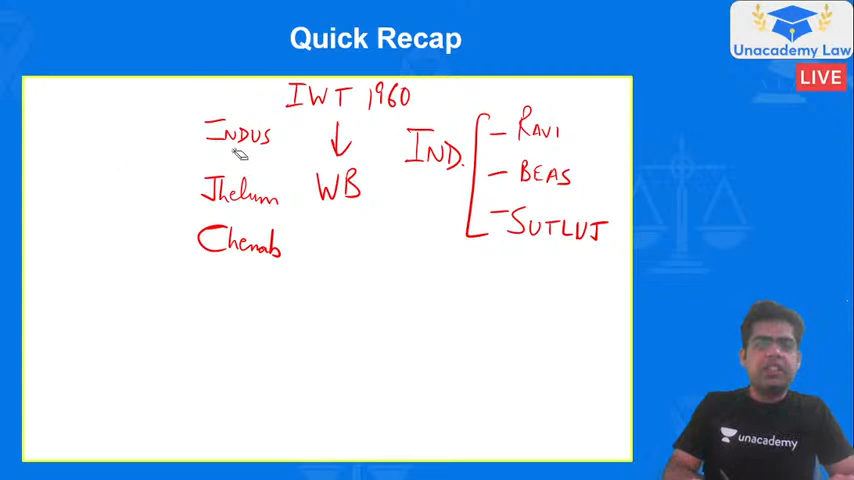 Quick Recap
Unacademy Law
LIVE
IWT 1960
INDUS
Jhelum
Chenab
WB
IND.
- RAVI
- BEAS
- SUTLUJ
unacademy